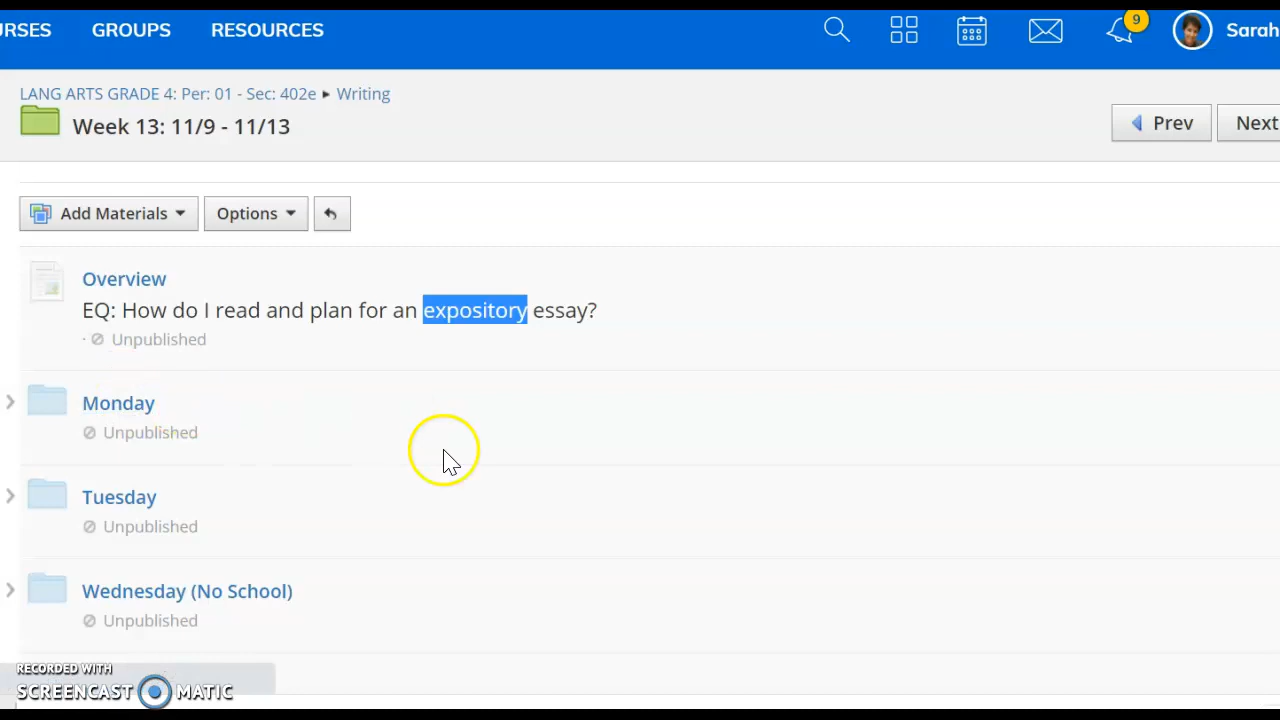 URSES GROUPS RESOURCES 9 Sarah
LANG ARTS GRADE 4: Per: 01 - Sec: 402e ▸ Writing
Week 13: 11/9 - 11/13
Prev Next
Add Materials Options
Overview
EQ: How do I read and plan for an expository essay?
· Unpublished
Monday
Unpublished
Tuesday
Unpublished
Wednesday (No School)
Unpublished
RECORDED WITH
SCREENCAST MATIC